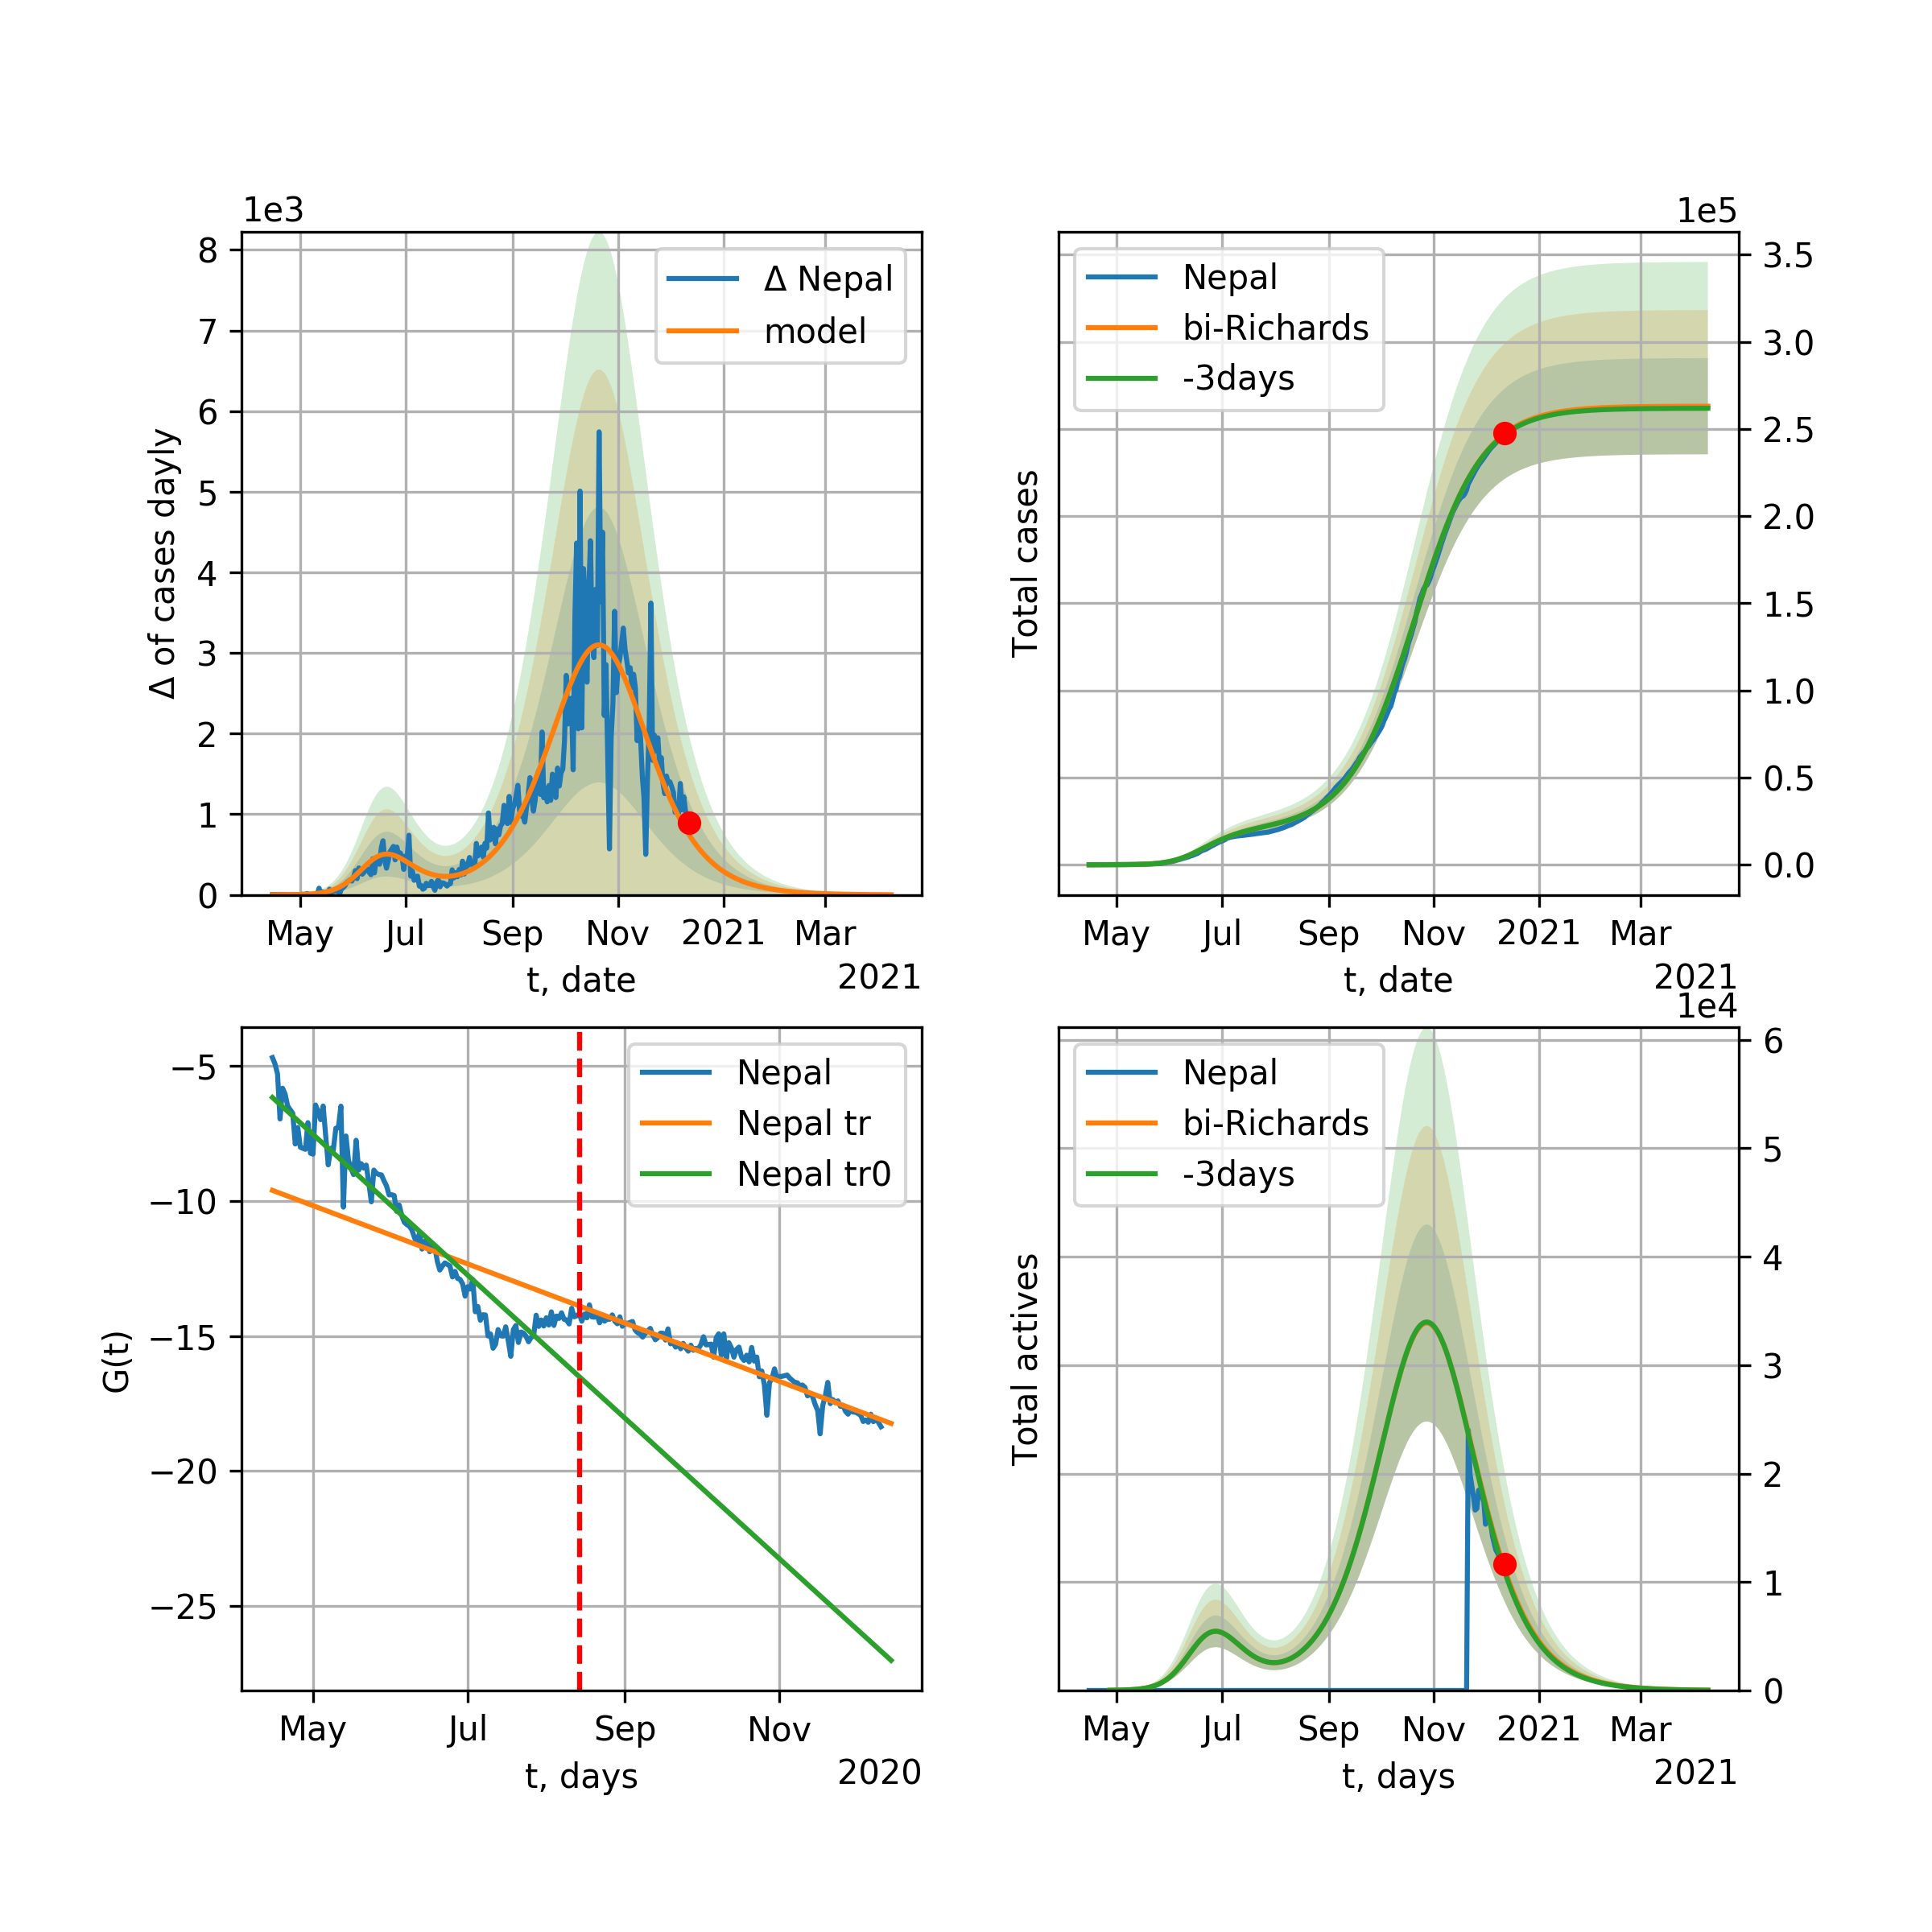 1e3
8
7
6
5
4
3
2
1
0
Δ of cases dayly
Δ Nepal
model
May Jul Sep Nov 2021 Mar
t, date
2021
1e5
Nepal
bi-Richards
-3days
Total cases
3.5
3.0
2.5
2.0
1.5
1.0
0.5
0.0
May Jul Sep Nov 2021 Mar
t, date
2021
−5
−10
−15
−20
−25
G(t)
Nepal
Nepal tr
Nepal tr0
May Jul Sep Nov
t, days
2020
1e4
Nepal
bi-Richards
-3days
Total actives
6
5
4
3
2
1
0
May Jul Sep Nov 2021 Mar
t, days
2021